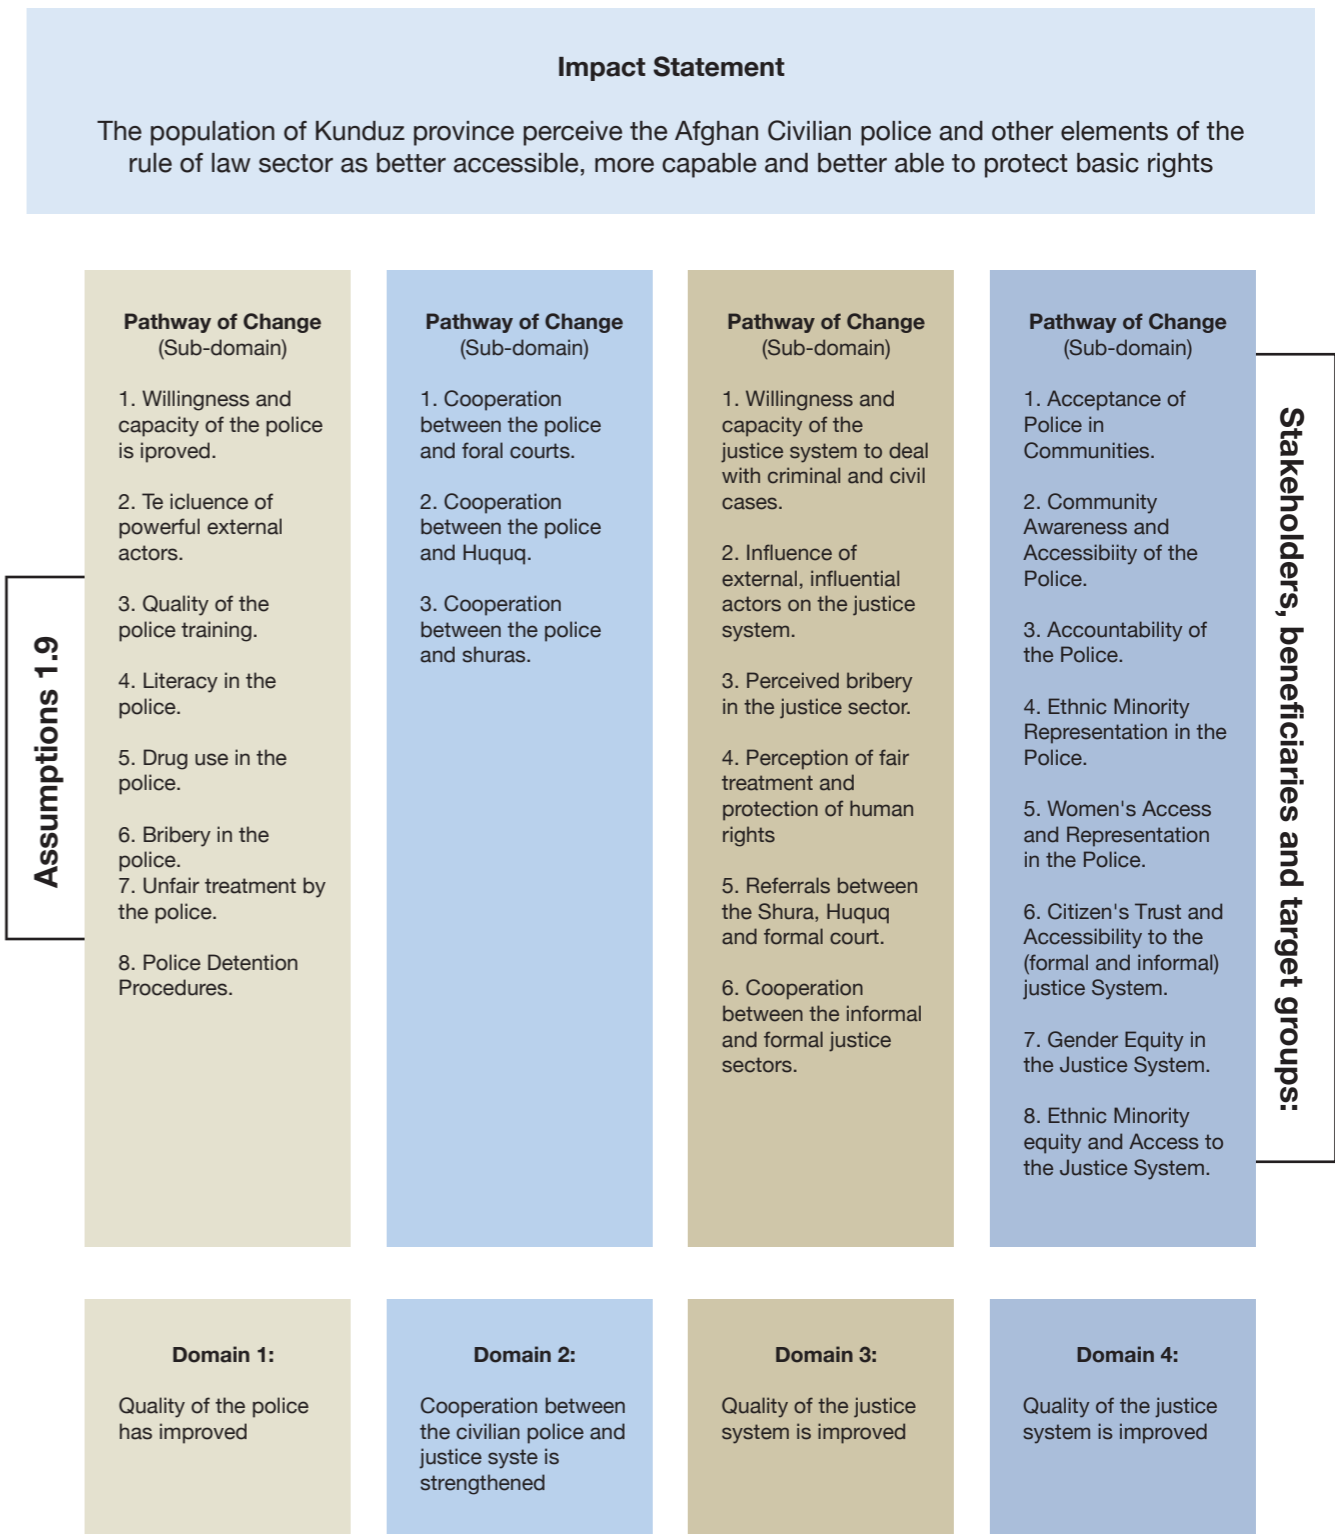 Impact Statement
The population of Kunduz province perceive the Afghan Civilian police and other elements of the
rule of law sector as better accessible, more capable and better able to protect basic rights
Assumptions 1.9
Pathway of Change
(Sub-domain)
1. Willingness and
capacity of the police
is iproved.
2. Te icluence of
powerful external
actors.
3. Quality of the
police training.
4. Literacy in the
police.
5. Drug use in the
police.
6. Bribery in the
police.
7. Unfair treatment by
the police.
8. Police Detention
Procedures.
Pathway of Change
(Sub-domain)
1. Cooperation
between the police
and foral courts.
2. Cooperation
between the police
and Huquq.
3. Cooperation
between the police
and shuras.
Pathway of Change
(Sub-domain)
1. Willingness and
capacity of the
justice system to deal
with criminal and civil
cases.
2. Influence of
external, influential
actors on the justice
system.
3. Perceived bribery
in the justice sector.
4. Perception of fair
treatment and
protection of human
rights
5. Referrals between
the Shura, Huquq
and formal court.
6. Cooperation
between the informal
and formal justice
sectors.
Pathway of Change
(Sub-domain)
1. Acceptance of
Police in
Communities.
2. Community
Awareness and
Accessibiity of the
Police.
3. Accountability of
the Police.
4. Ethnic Minority
Representation in the
Police.
5. Women's Access
and Representation
in the Police.
6. Citizen's Trust and
Accessibility to the
(formal and informal)
justice System.
7. Gender Equity in
the Justice System.
8. Ethnic Minority
equity and Access to
the Justice System.
Stakeholders, beneficiaries and target groups:
Domain 1:
Quality of the police
has improved
Domain 2:
Cooperation between
the civilian police and
justice syste is
strengthened
Domain 3:
Quality of the justice
system is improved
Domain 4:
Quality of the justice
system is improved